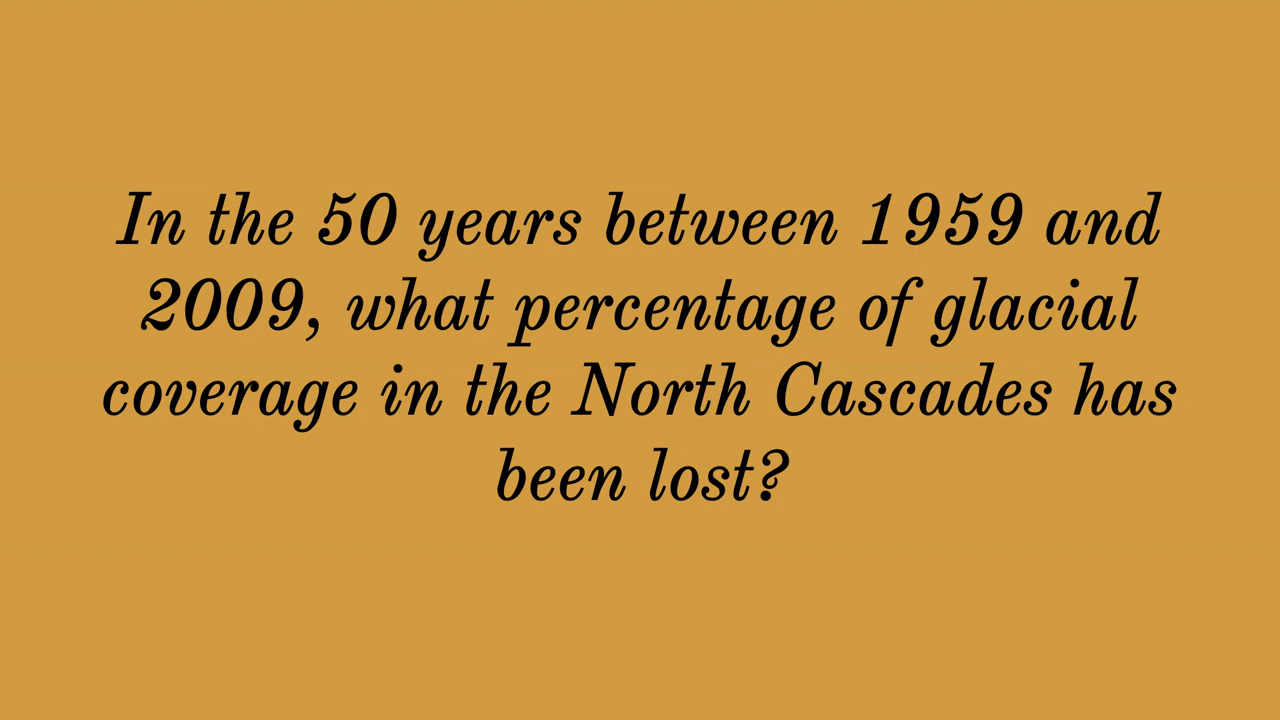 In the 50 years between 1959 and
2009, what percentage of glacial
coverage in the North Cascades has
been lost?